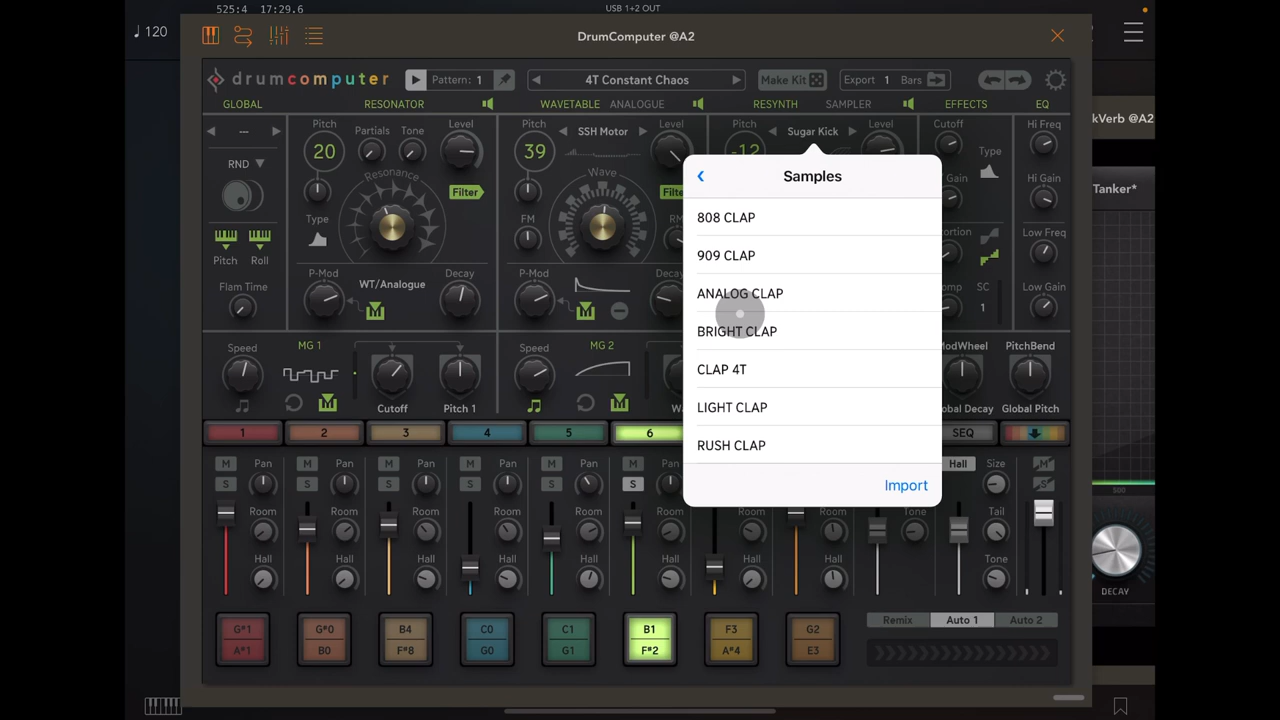 525:4 17:29.6 USB 1+2 OUT
120
DrumComputer @A2
drumcomputer Pattern: 1 4T Constant Chaos Make Kit Export 1 Bars
GLOBAL RESONATOR WAVETABLE ANALOGUE RESYNTH SAMPLER EFFECTS EQ
kVerb @A2
--- Pitch Partials Tone Level Pitch SSH Motor Level Pitch Sugar Kick Level Cutoff Hi Freq
20 39 -12 Type
RND Resonance Filter Wave Filter Gain Hi Gain
Samples
Tanker*
808 CLAP
909 CLAP
ANALOG CLAP
BRIGHT CLAP
CLAP 4T
LIGHT CLAP
RUSH CLAP
Import
Type FM RM Low Freq
Pitch Roll
P-Mod WT/Analogue Decay P-Mod SC Low Gain
Flam Time 1
Speed MG 1 Speed MG 2 PitchBend
Cutoff Pitch 1 Global Pitch
1 2 3 4 5 6 SEQ
M Pan M Pan M Pan M Pan M Pan M Hall Size M
S S S S S S S
500
Room Room Room Room Room Room Room Room Tone Tail
Hall Hall Hall Hall Hall Hall Hall Hall Tone
DECAY
G#1 G#0 B4 C0 C1 B1 F3 G2 Remix Auto 1 Auto 2
A#1 B0 F#8 G0 G1 F#2 A#4 E3